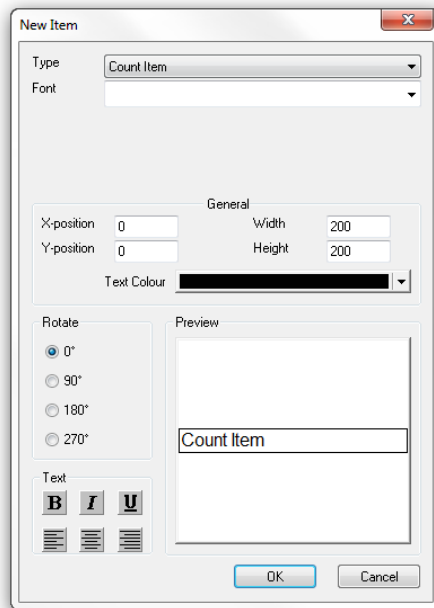 New Item
Type Count Item
Font
General
X-position 0 Width 200
Y-position 0 Height 200
Text Colour
Rotate
0°
90°
180°
270°
Preview
Count Item
Text
B I U
OK Cancel